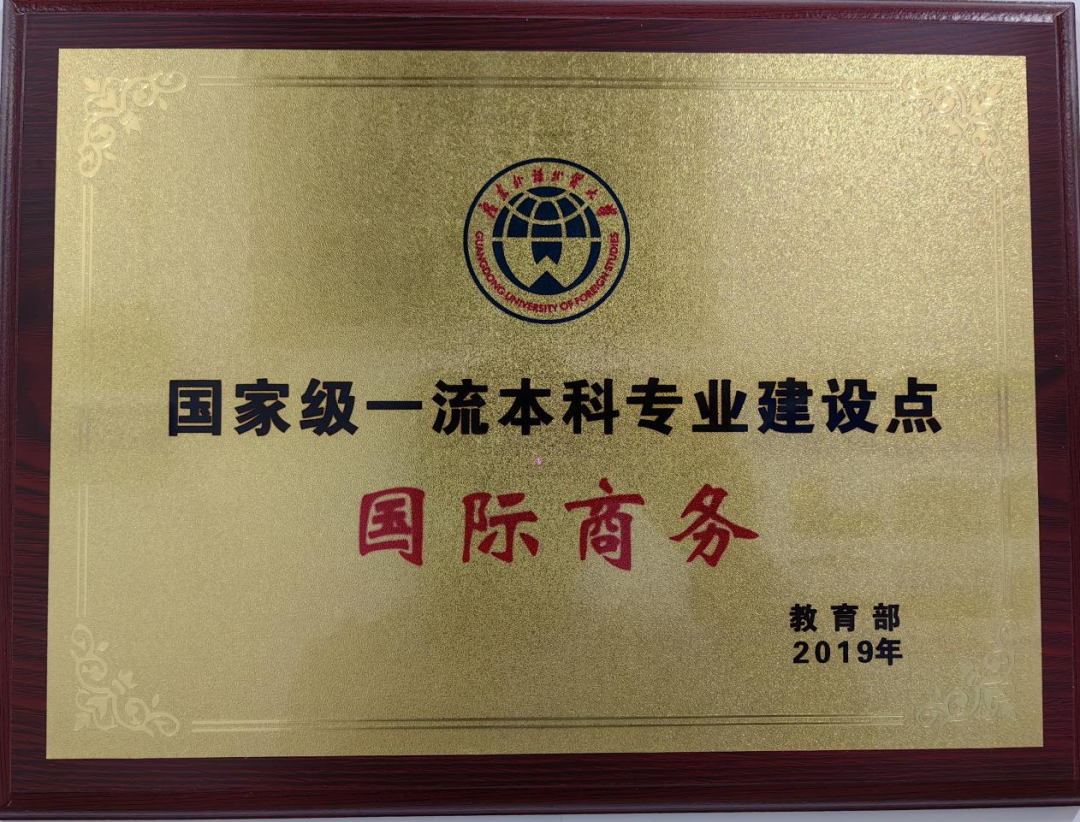 广东外语外贸大学
GUANGDONG UNIVERSITY OF FOREIGN STUDIES
国家级一流本科专业建设点
国际商务
教育部
2019年